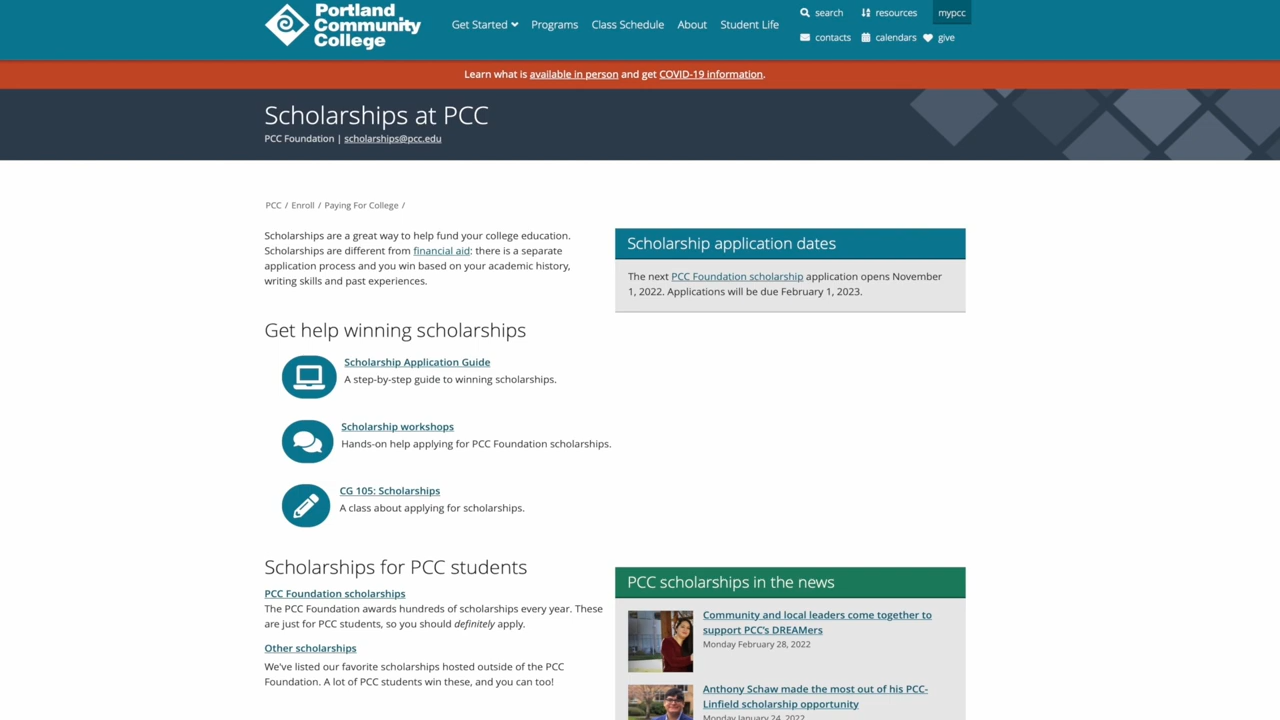 Portland
Community
College
Get Started
Programs
Class Schedule
About
Student Life
search
resources
mypcc
contacts
calendars
give
Learn what is available in person and get COVID-19 information.
Scholarships at PCC
PCC Foundation | scholarships@pcc.edu
PCC / Enroll / Paying For College /
Scholarships are a great way to help fund your college education.
Scholarships are different from financial aid: there is a separate
application process and you win based on your academic history,
writing skills and past experiences.
Scholarship application dates
The next PCC Foundation scholarship application opens November
1, 2022. Applications will be due February 1, 2023.
Get help winning scholarships
Scholarship Application Guide
A step-by-step guide to winning scholarships.
Scholarship workshops
Hands-on help applying for PCC Foundation scholarships.
CG 105: Scholarships
A class about applying for scholarships.
Scholarships for PCC students
PCC Foundation scholarships
The PCC Foundation awards hundreds of scholarships every year. These
are just for PCC students, so you should definitely apply.
Other scholarships
We've listed our favorite scholarships hosted outside of the PCC
Foundation. A lot of PCC students win these, and you can too!
PCC scholarships in the news
Community and local leaders come together to
support PCC's DREAMers
Monday February 28, 2022
Anthony Schaw made the most out of his PCC-
Linfield scholarship opportunity
Monday January 24, 2022